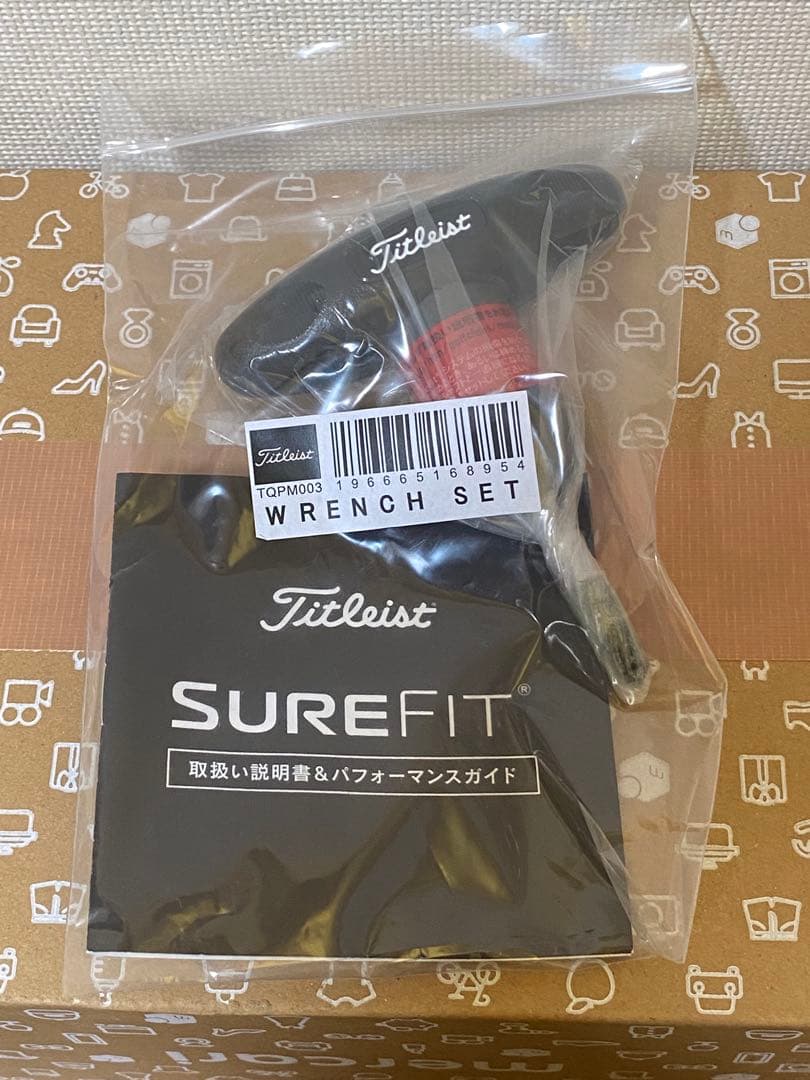 Titleist
Titleist
TQPM003
196665168954
WRENCH SET
Titleist
SUREFIT®
取扱い説明書&パフォーマンスガイド
mercari